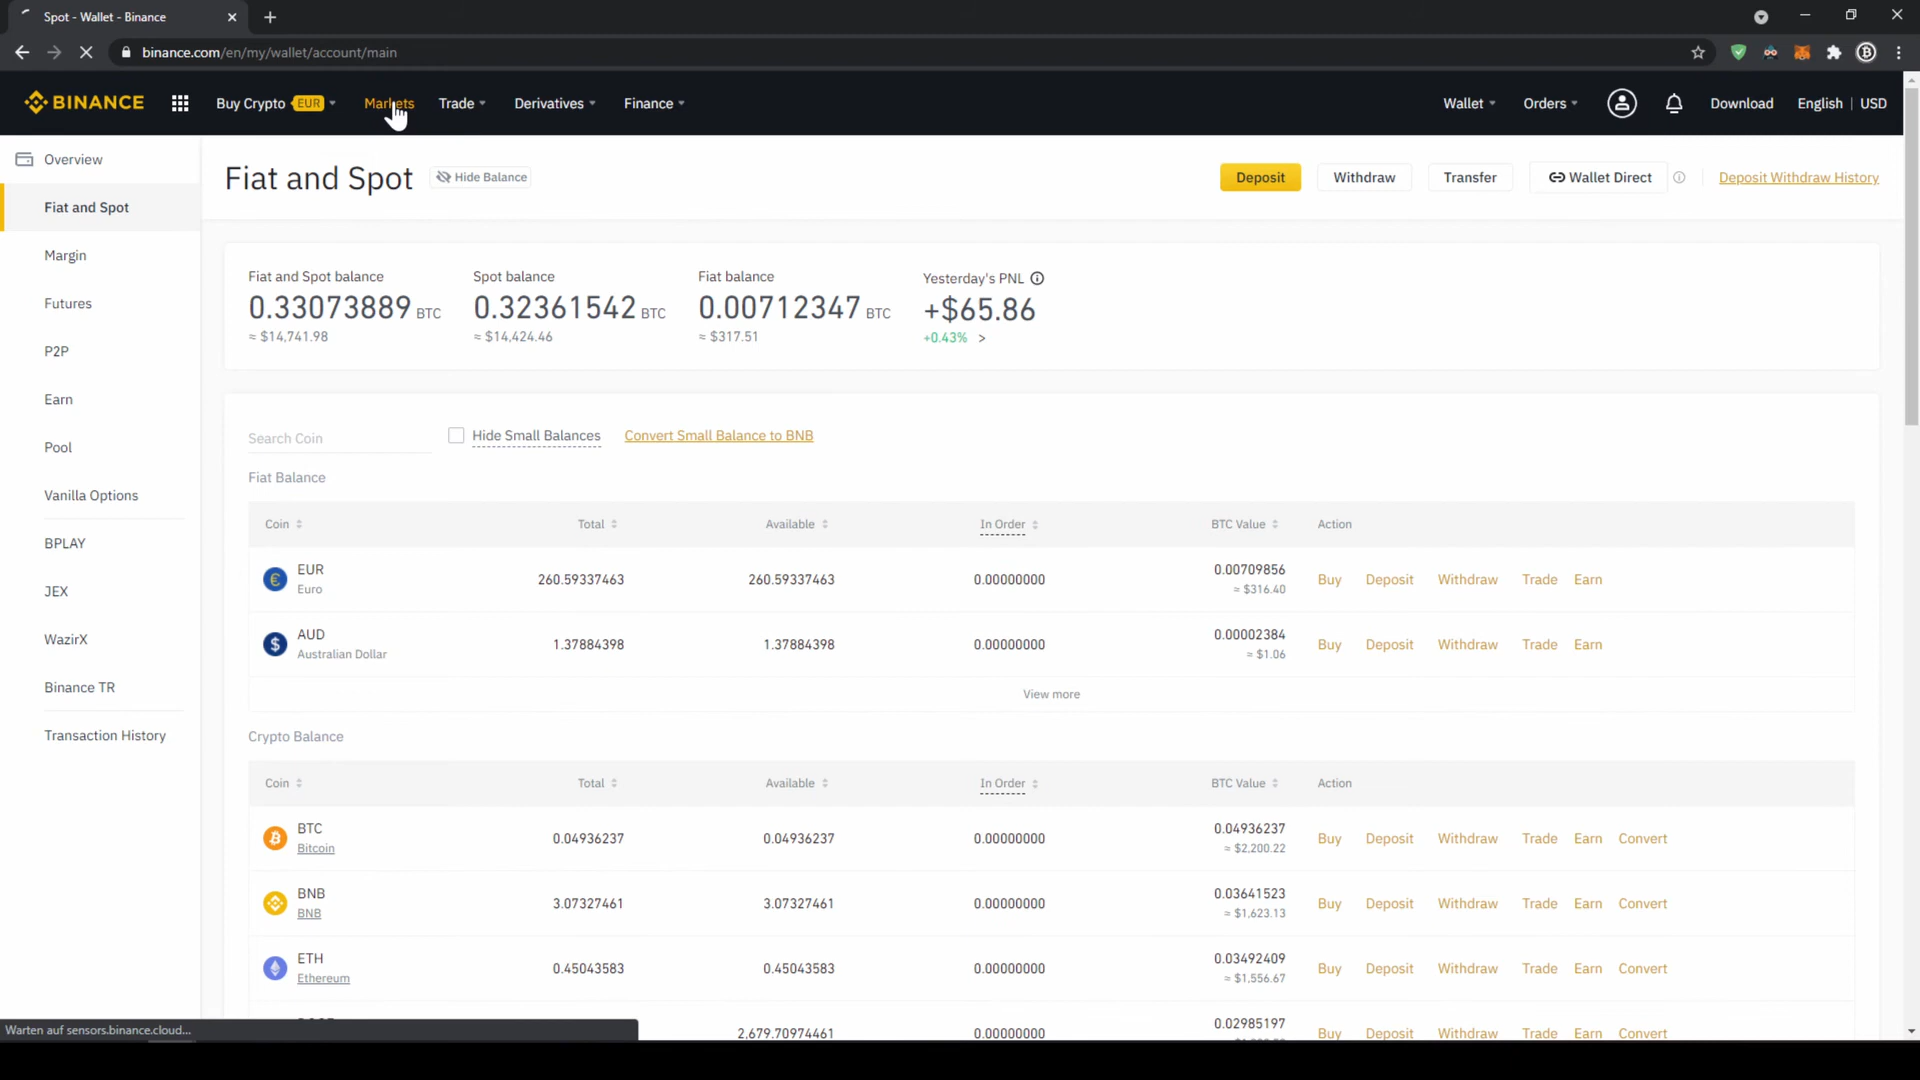 Spot - Wallet - Binance
binance.com/en/my/wallet/account/main
BINANCE Buy Crypto EUR Markets Trade Derivatives Finance Wallet Orders Download English | USD
Overview
Fiat and Spot
Margin
Futures
P2P
Earn
Pool
Vanilla Options
BPLAY
JEX
WazirX
Binance TR
Transaction History
Fiat and Spot Hide Balance Deposit Withdraw Transfer Wallet Direct Deposit Withdraw History
Fiat and Spot balance Spot balance Fiat balance Yesterday's PNL
0.33073889 BTC 0.32361542 BTC 0.00712347 BTC +$65.86
≈ $14,741.98 ≈ $14,424.46 ≈ $317.51 +0.43% >
Search Coin Hide Small Balances Convert Small Balance to BNB
Fiat Balance
Coin Total Available In Order BTC Value Action
EUR 0.00709856
€ 260.59337463 260.59337463 0.00000000 Buy Deposit Withdraw Trade Earn
Euro ≈ $316.40
AUD 0.00002384
$ 1.37884398 1.37884398 0.00000000 Buy Deposit Withdraw Trade Earn
Australian Dollar ≈ $1.06
View more
Crypto Balance
Coin Total Available In Order BTC Value Action
BTC 0.04936237
0.04936237 0.04936237 0.00000000 Buy Deposit Withdraw Trade Earn Convert
Bitcoin ≈ $2,200.22
BNB 0.03641523
3.07327461 3.07327461 0.00000000 Buy Deposit Withdraw Trade Earn Convert
BNB ≈ $1,623.13
ETH 0.03492409
0.45043583 0.45043583 0.00000000 Buy Deposit Withdraw Trade Earn Convert
Ethereum ≈ $1,556.67
0.02985197
2,679.70974461 0.00000000 Buy Deposit Withdraw Trade Earn Convert
Warten auf sensors.binance.cloud...